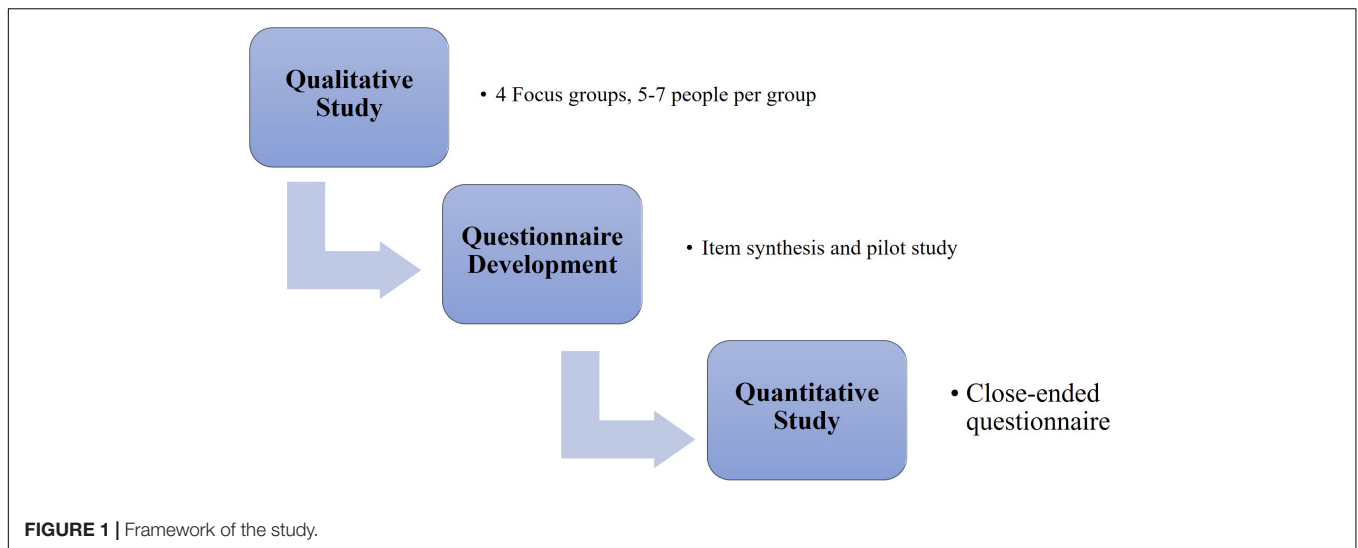 Qualitative
Study
• 4 Focus groups, 5-7 people per group
Questionnaire
Development
• Item synthesis and pilot study
Quantitative
Study
• Close-ended
questionnaire
FIGURE 1 | Framework of the study.